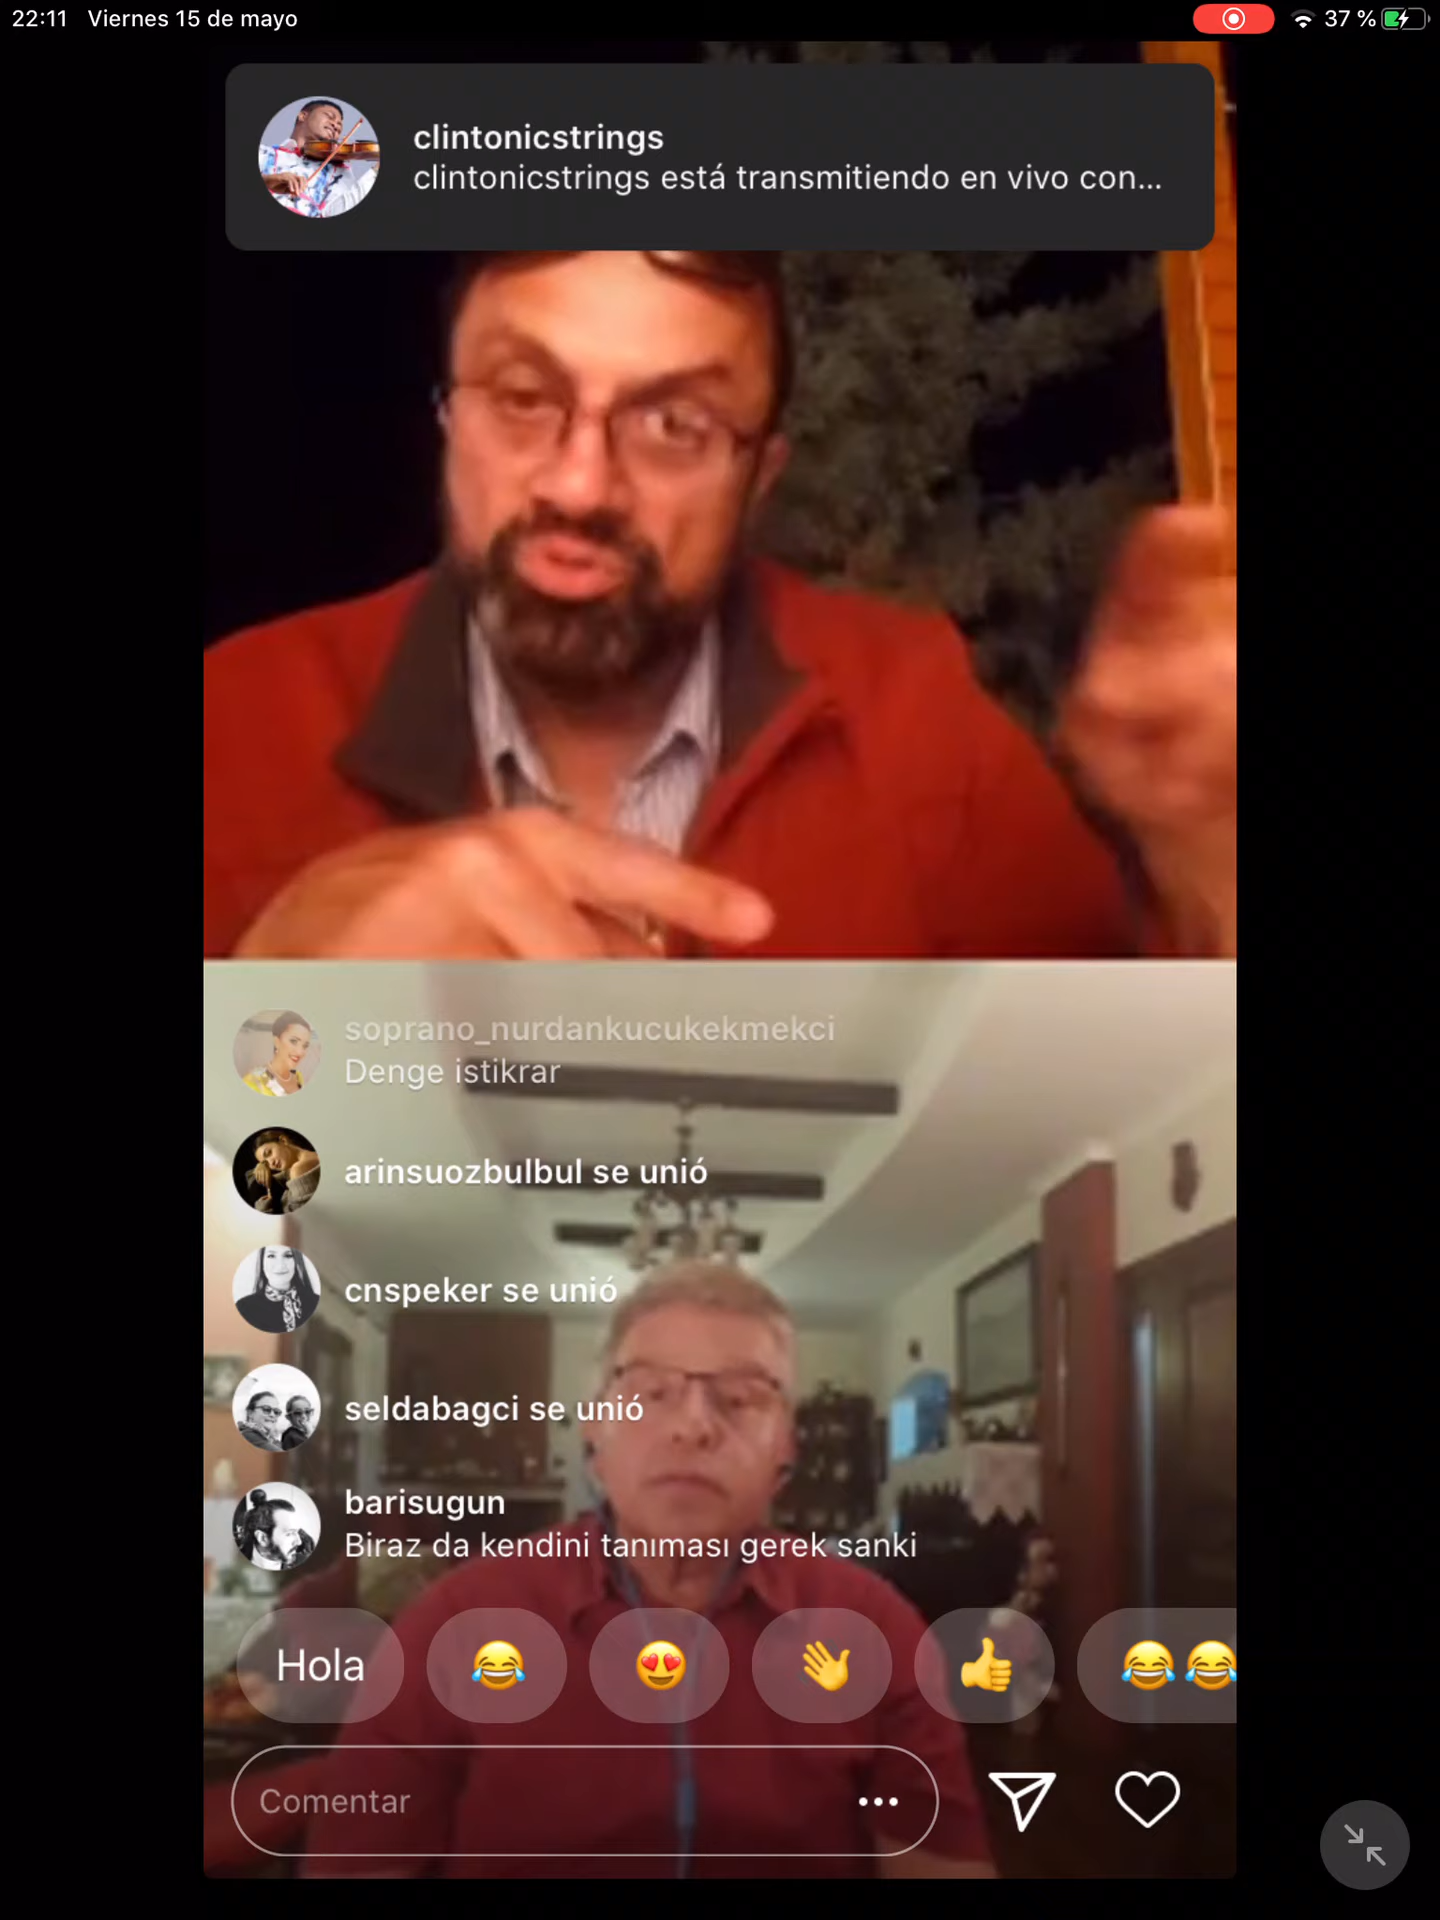 22:11 Viernes 15 de mayo 37 %
clintonicstrings
clintonicstrings está transmitiendo en vivo con...
soprano_nurdankucukekmekci
Denge istikrar
arinsuozbulbul se unió
cnspeker se unió
seldabagci se unió
barisugun
Biraz da kendini tanıması gerek sanki
Hola 😂 😍 👋 👍 😂😂
Comentar